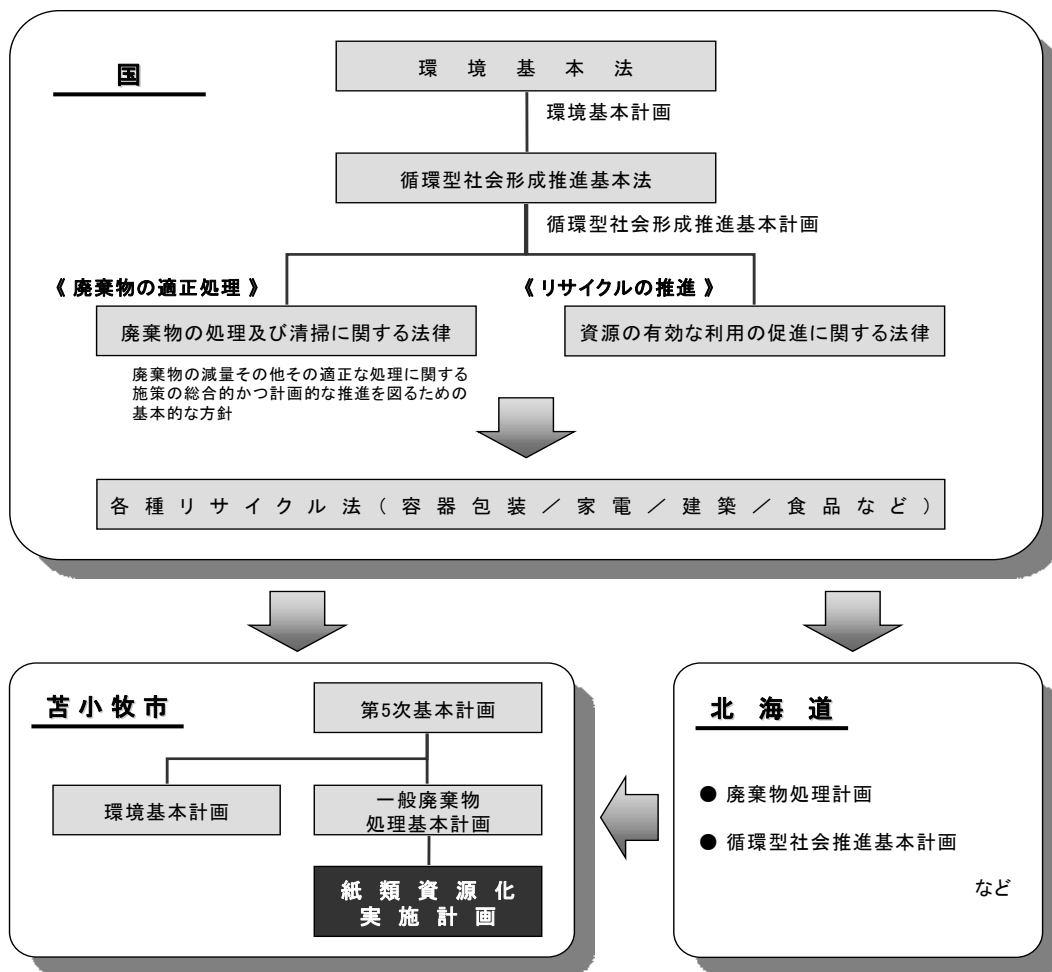 国
環境基本法
環境基本計画
循環型社会形成推進基本法
循環型社会形成推進基本計画
《 廃棄物の適正処理 》
《 リサイクルの推進 》
廃棄物の処理及び清掃に関する法律
資源の有効な利用の促進に関する法律
廃棄物の減量その他その適正な処理に関する
施策の総合的かつ計画的な推進を図るための
基本的な方針
各種リサイクル法(容器包装/家電/建築/食品など)
苫小牧市
第5次基本計画
環境基本計画
一般廃棄物
処理基本計画
紙類資源化
実施計画
北海道
● 廃棄物処理計画
● 循環型社会推進基本計画
など